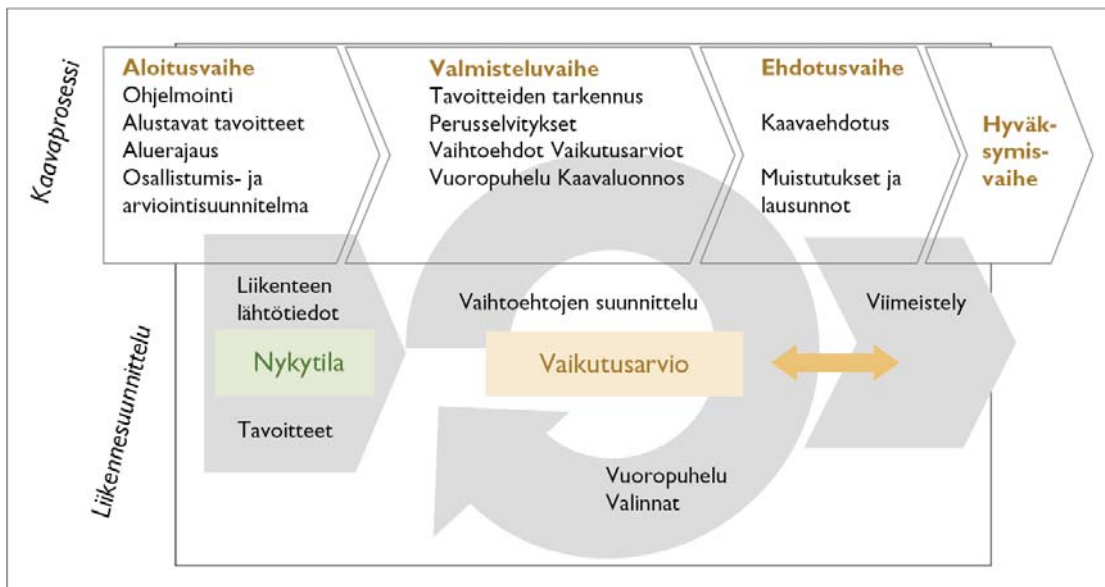 Kaavaprosessi
Aloitusvaihe
Ohjelmointi
Alustavat tavoitteet
Aluerajaus
Osallistumis- ja
arviointisuunnitelma
Valmisteluvaihe
Tavoitteiden tarkennus
Perusselvitykset
Vaihtoehdot Vaikutusarviot
Vuoropuhelu Kaavaluonnos
Ehdotusvaihe
Kaavaehdotus
Muistutukset ja
lausunnot
Hyväk-
symis-
vaihe
Liikennesuunnittelu
Liikenteen
lähtötiedot
Nykytila
Tavoitteet
Vaihtoehtojen suunnittelu
Vaikutusarvio
Vuoropuhelu
Valinnat
Viimeistely